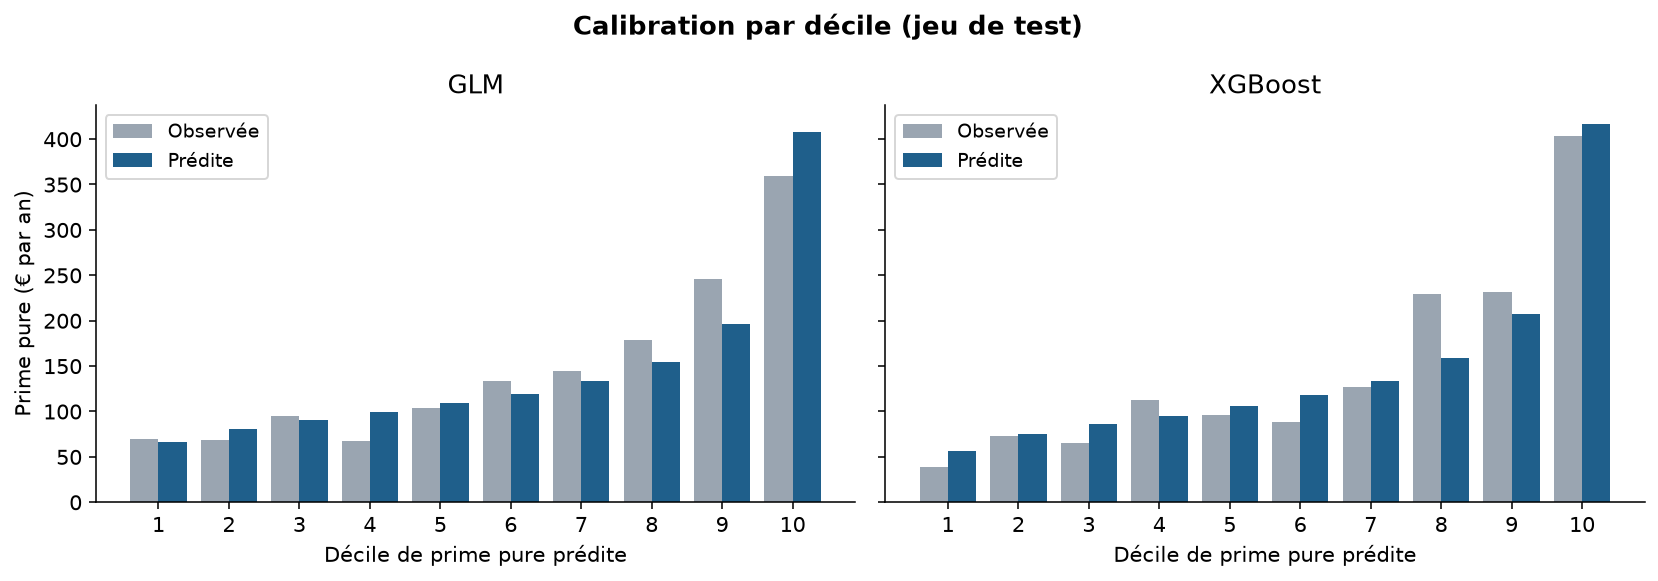 Calibration par décile (jeu de test)
GLM
Observée
Prédite
Prime pure (€ par an)
400
350
300
250
200
150
100
50
0
1 2 3 4 5 6 7 8 9 10
Décile de prime pure prédite
XGBoost
Observée
Prédite
1 2 3 4 5 6 7 8 9 10
Décile de prime pure prédite